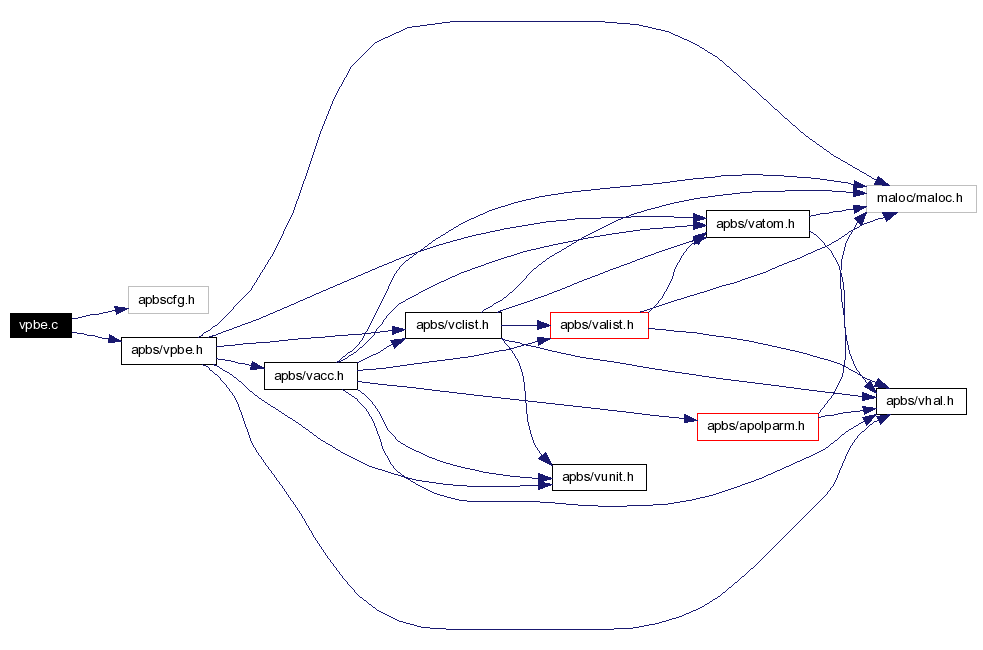 maloc/maloc.h
apbs/vatom.h
apbscfg.h
vpbe.c
apbs/vclist.h
apbs/valist.h
apbs/vpbe.h
apbs/vacc.h
apbs/vhal.h
apbs/apolparm.h
apbs/vunit.h